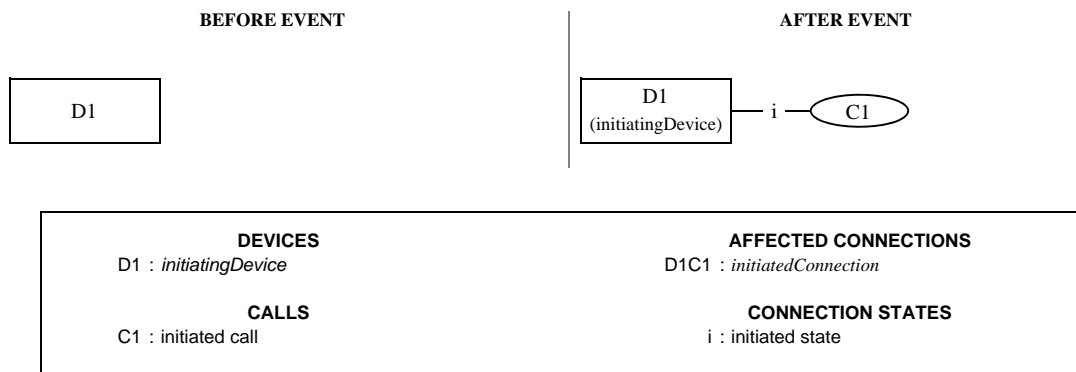 BEFORE EVENT
AFTER EVENT
D1
D1
(initiatingDevice)
i
C1
DEVICES
D1 : initiatingDevice
AFFECTED CONNECTIONS
D1C1 : initiatedConnection
CALLS
C1 : initiated call
CONNECTION STATES
i : initiated state